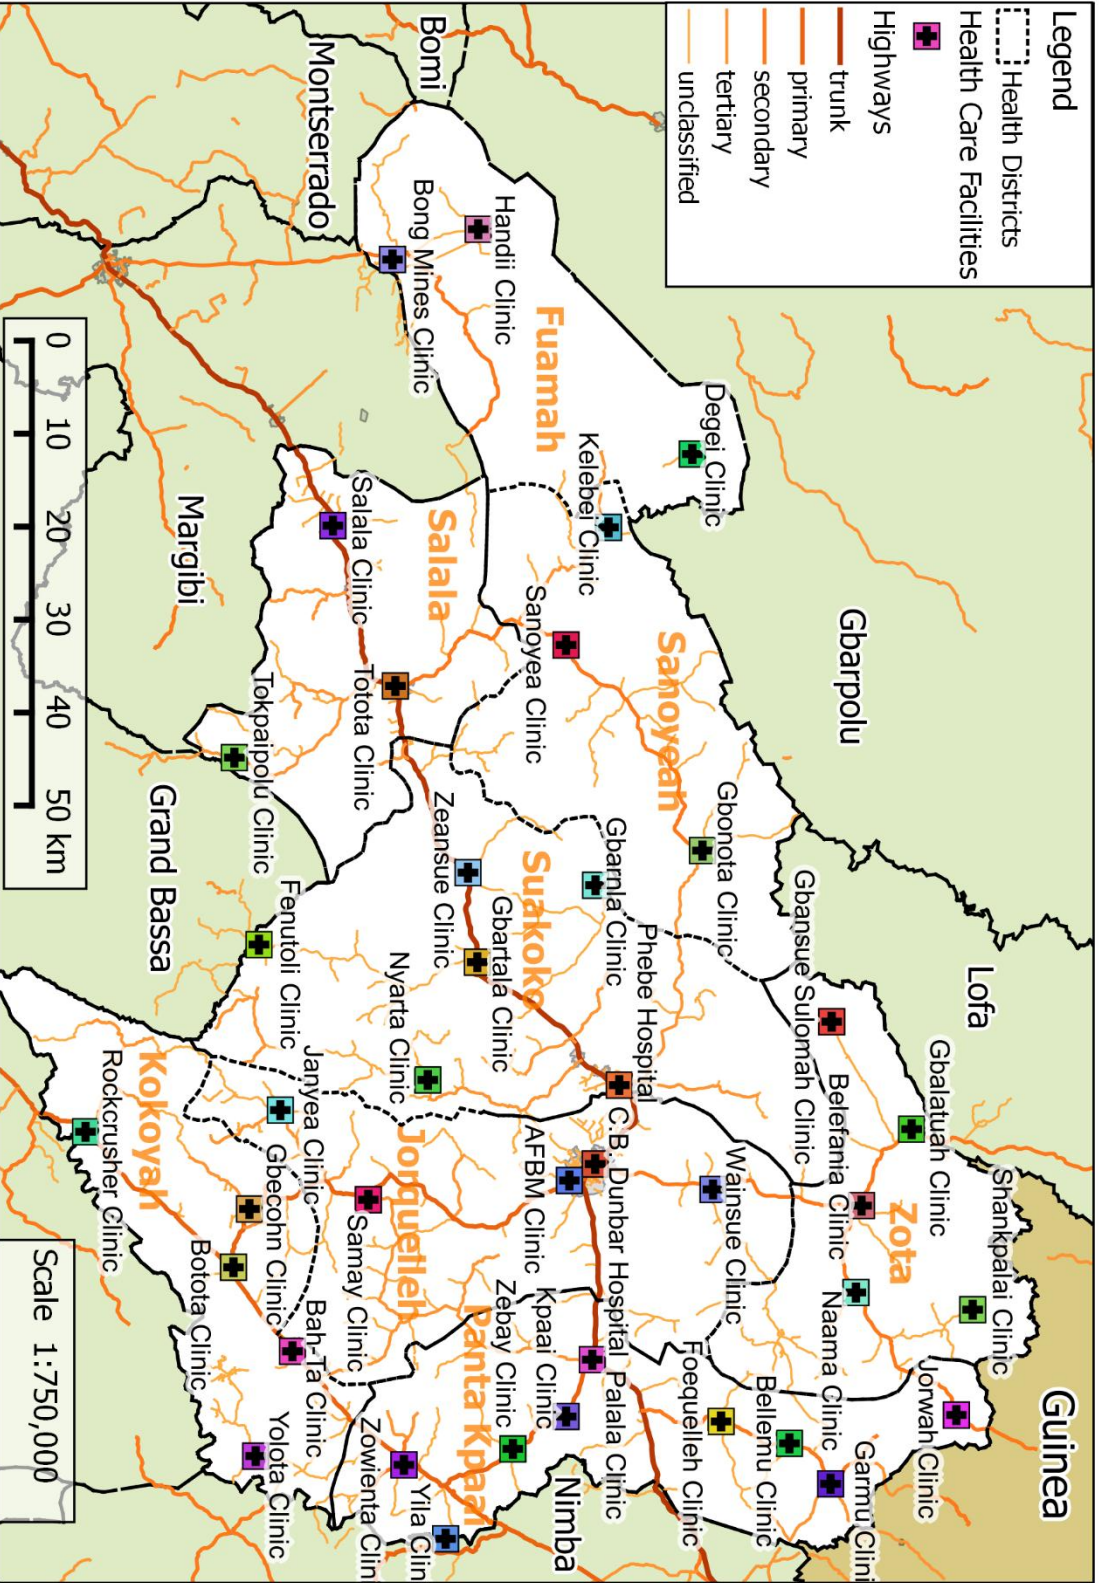 Legend
Health Districts
Health Care Facilities
Highways
trunk
primary
secondary
tertiary
unclassified
Bomi
Montserrado
Gbarpolu
Lofa
Guinea
Margibi
Grand Bassa
Nimba
Fuamah
Salala
Sanoyeah
Suakoko
Zota
Jorquelleh
Kokoyah
Panta Kpaai
Handii Clinic
Bong Mines Clinic
Degei Clinic
Kelebei Clinic
Salala Clinic
Sanoyea Clinic
Totota Clinic
Tokpaipolu Clinic
Gbonota Clinic
Gbarnla Clinic
Zeansue Clinic
Gbartala Clinic
Fenutoli Clinic
Nyarta Clinic
Phebe Hospital
Gbansue Sulomah Clinic
Gbalatuah Clinic
Belefania Clinic
Shankpalai Clinic
Naama Clinic
Jorwah Clinic
Wainsue Clinic
C.B. Dunbar Hospital
AFBM Clinic
Janyea Clinic
Samay Clinic
Gbecohn Clinic
Rockcrusher Clinic
Botota Clinic
Bah-Ta Clinic
Yolota Clinic
Zebay Clinic
Kpaai Clinic
Palala Clinic
Foequelleh Clinic
Bellemu Clinic
Garmu Clini
Zowienta Clin
Yila Clin
0 10 20 30 40 50 km
Scale 1:750,000